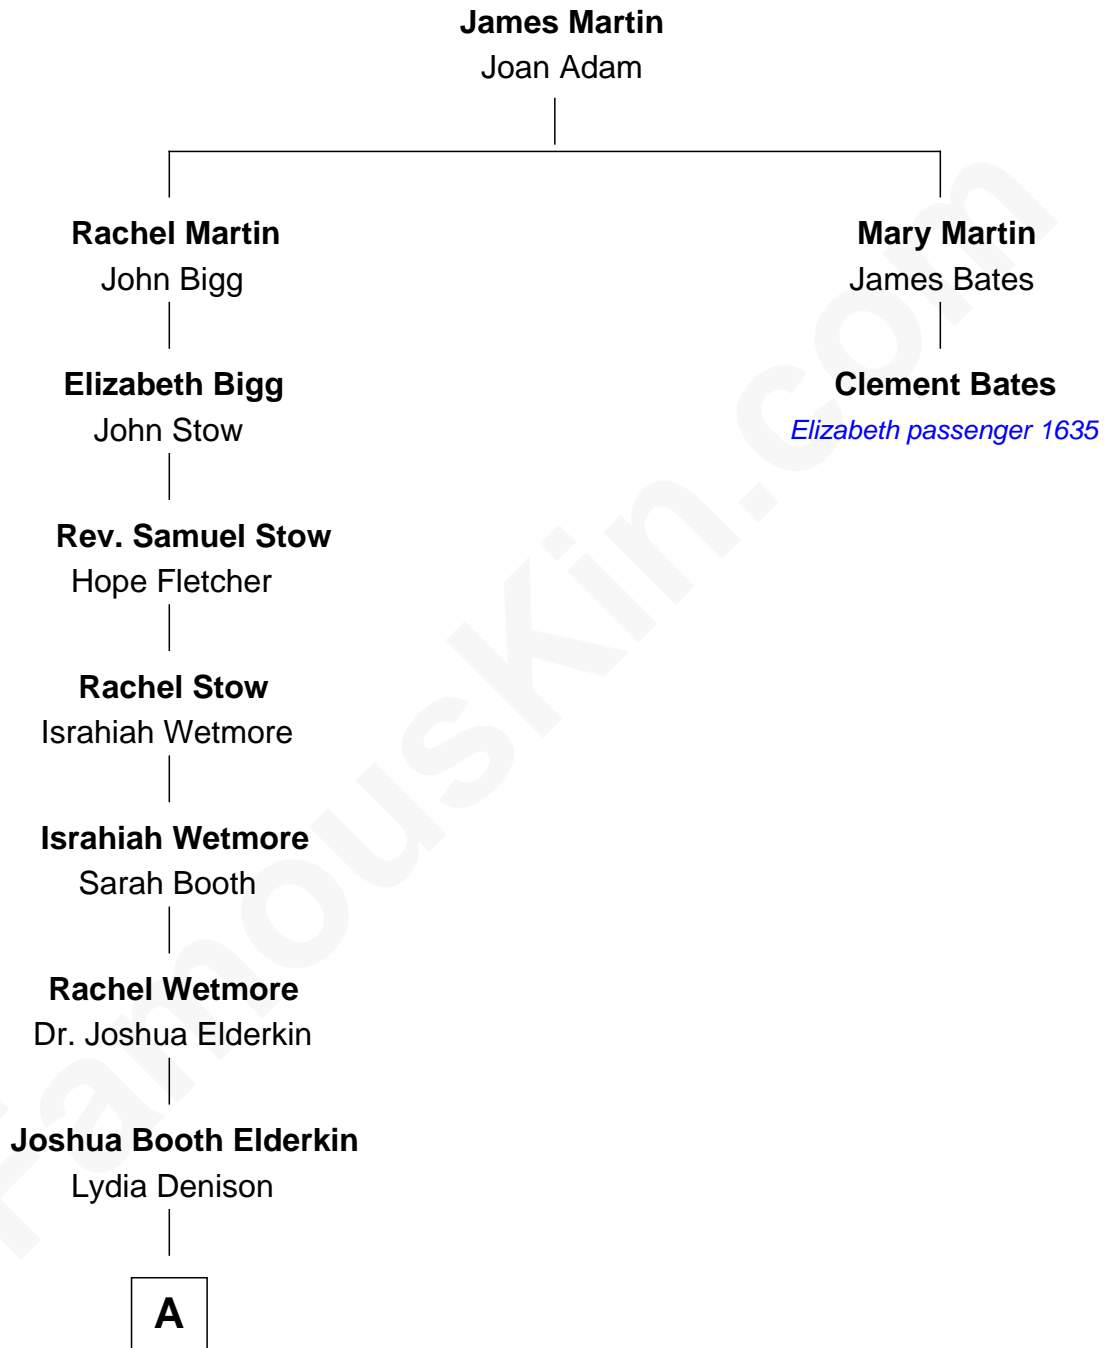 James Martin
Joan Adam
Rachel Martin
John Bigg
Mary Martin
James Bates
Elizabeth Bigg
John Stow
Clement Bates
Elizabeth passenger 1635
Rev. Samuel Stow
Hope Fletcher
Rachel Stow
Israhiah Wetmore
Israhiah Wetmore
Sarah Booth
Rachel Wetmore
Dr. Joshua Elderkin
Joshua Booth Elderkin
Lydia Denison
A
FamousKin.com